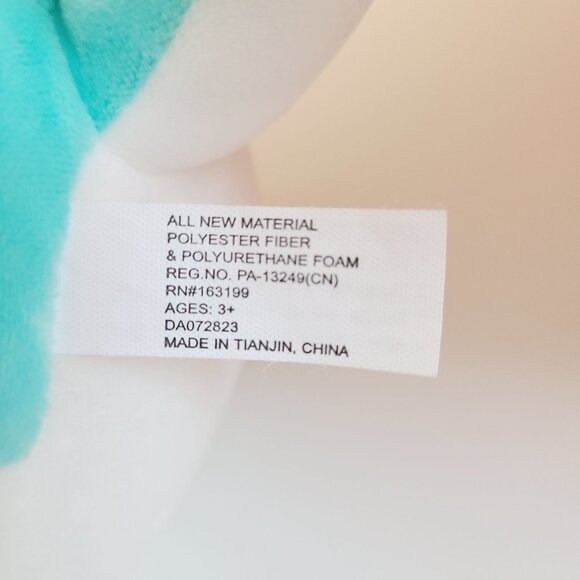 ALL NEW MATERIAL
POLYESTER FIBER
& POLYURETHANE FOAM
REG.NO. PA-13249(CN)
RN#163199
AGES: 3+
DA072823
MADE IN TIANJIN, CHINA